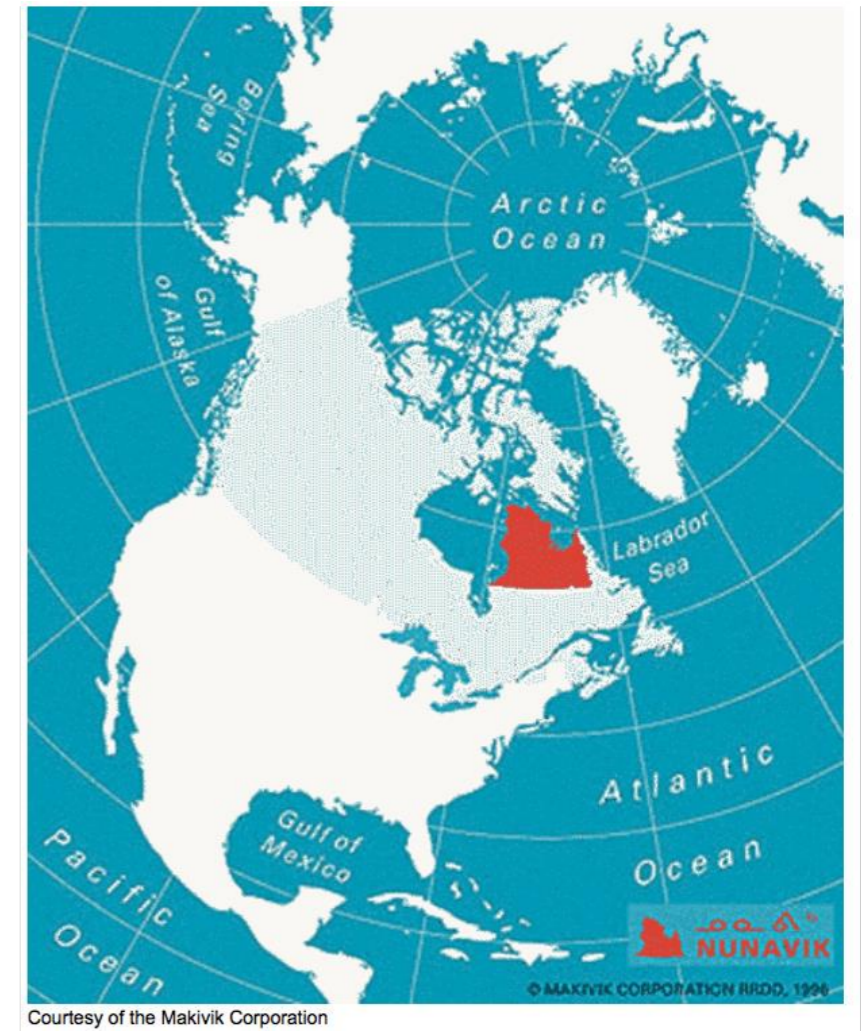 Bering
Sea
Arctic
Ocean
Gulf
of Alaska
Labrador
Sea
Atlantic
Ocean
Gulf of
Mexico
Pacific
Ocean
ᓄᓇᕕᒃ
NUNAVIK
© MAKIVIK CORPORATION RRDD, 1996
Courtesy of the Makivik Corporation